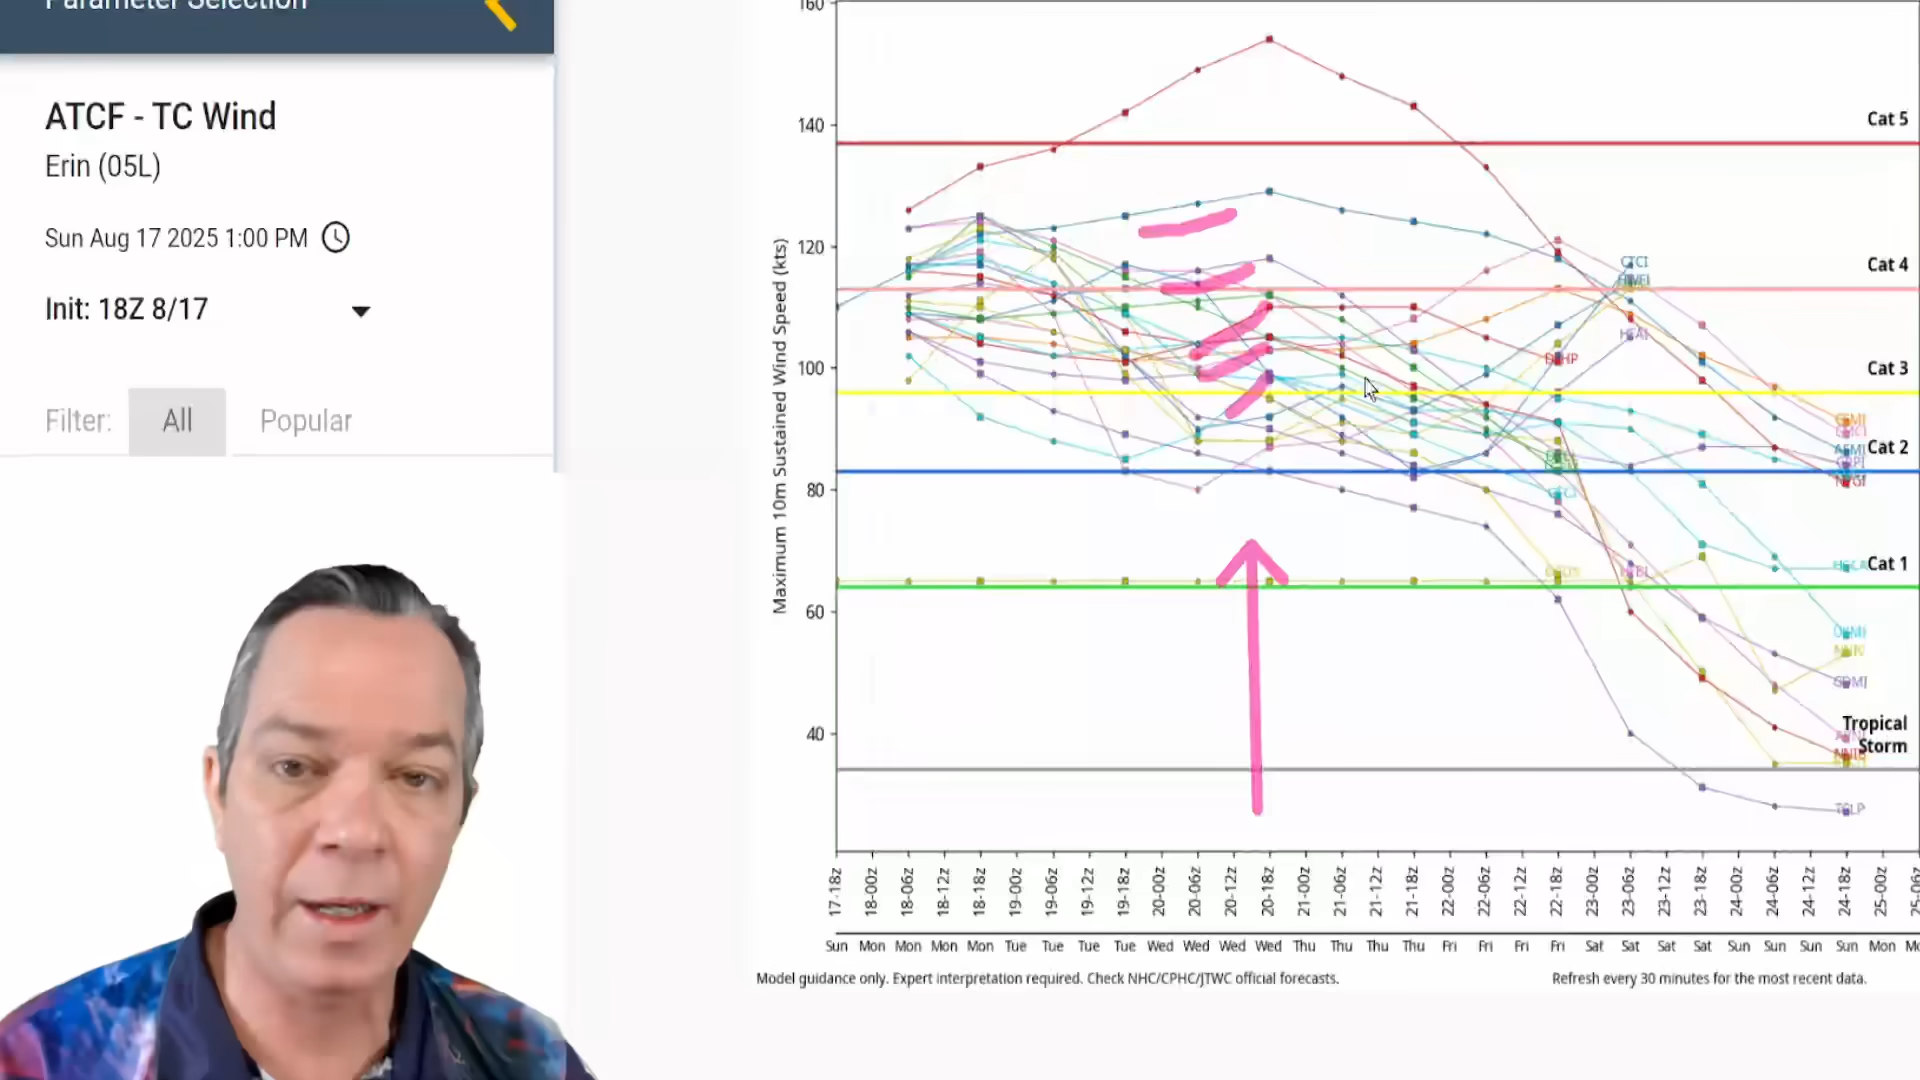 Parameter Selection
ATCF - TC Wind
Erin (05L)
Sun Aug 17 2025 1:00 PM
Init: 18Z 8/17
Filter: All Popular
Maximum 10m Sustained Wind Speed (kts)
160
140
120
100
80
60
40
Cat 5
Cat 4
Cat 3
Cat 2
Cat 1
Tropical
Storm
CTCI
HFAI
UKMI
TCLP
17-18z 18-00z 18-06z 18-12z 18-18z 19-00z 19-06z 19-12z 19-18z 20-00z 20-06z 20-12z 20-18z 21-00z 21-06z 21-12z 21-18z 22-00z 22-06z 22-12z 22-18z 23-00z 23-06z 23-12z 23-18z 24-00z 24-06z 24-12z 24-18z 25-00z
Sun Mon Mon Mon Mon Tue Tue Tue Tue Wed Wed Wed Wed Thu Thu Thu Thu Fri Fri Fri Fri Sat Sat Sat Sat Sun Sun Sun Sun Mon
Model guidance only. Expert interpretation required. Check NHC/CPHC/JTWC official forecasts.
Refresh every 30 minutes for the most recent data.